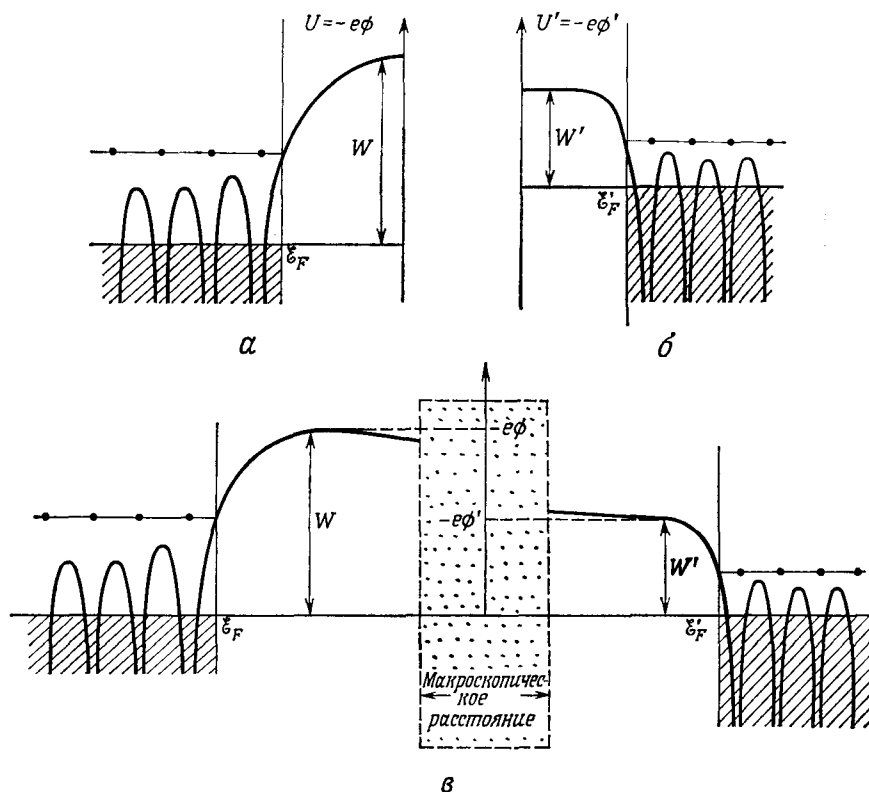 U=-eϕ
U'=-eϕ'
W
W'
ℰ_F
ℰ'_F
а
б
-eϕ
-eϕ'
W
W'
ℰ_F
ℰ'_F
Макроскопичес-
кое
расстояние
в